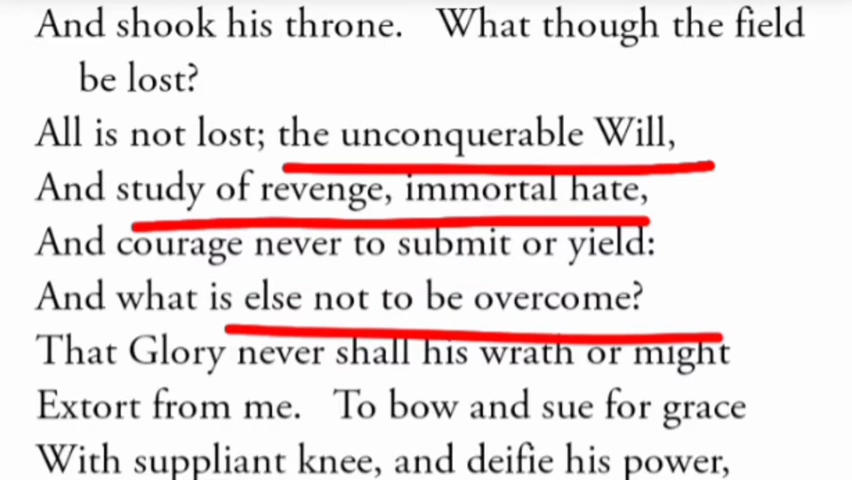 And shook his throne. What though the field
be lost?
All is not lost; the unconquerable Will,
And study of revenge, immortal hate,
And courage never to submit or yield:
And what is else not to be overcome?
That Glory never shall his wrath or might
Extort from me. To bow and sue for grace
With suppliant knee, and deifie his power,